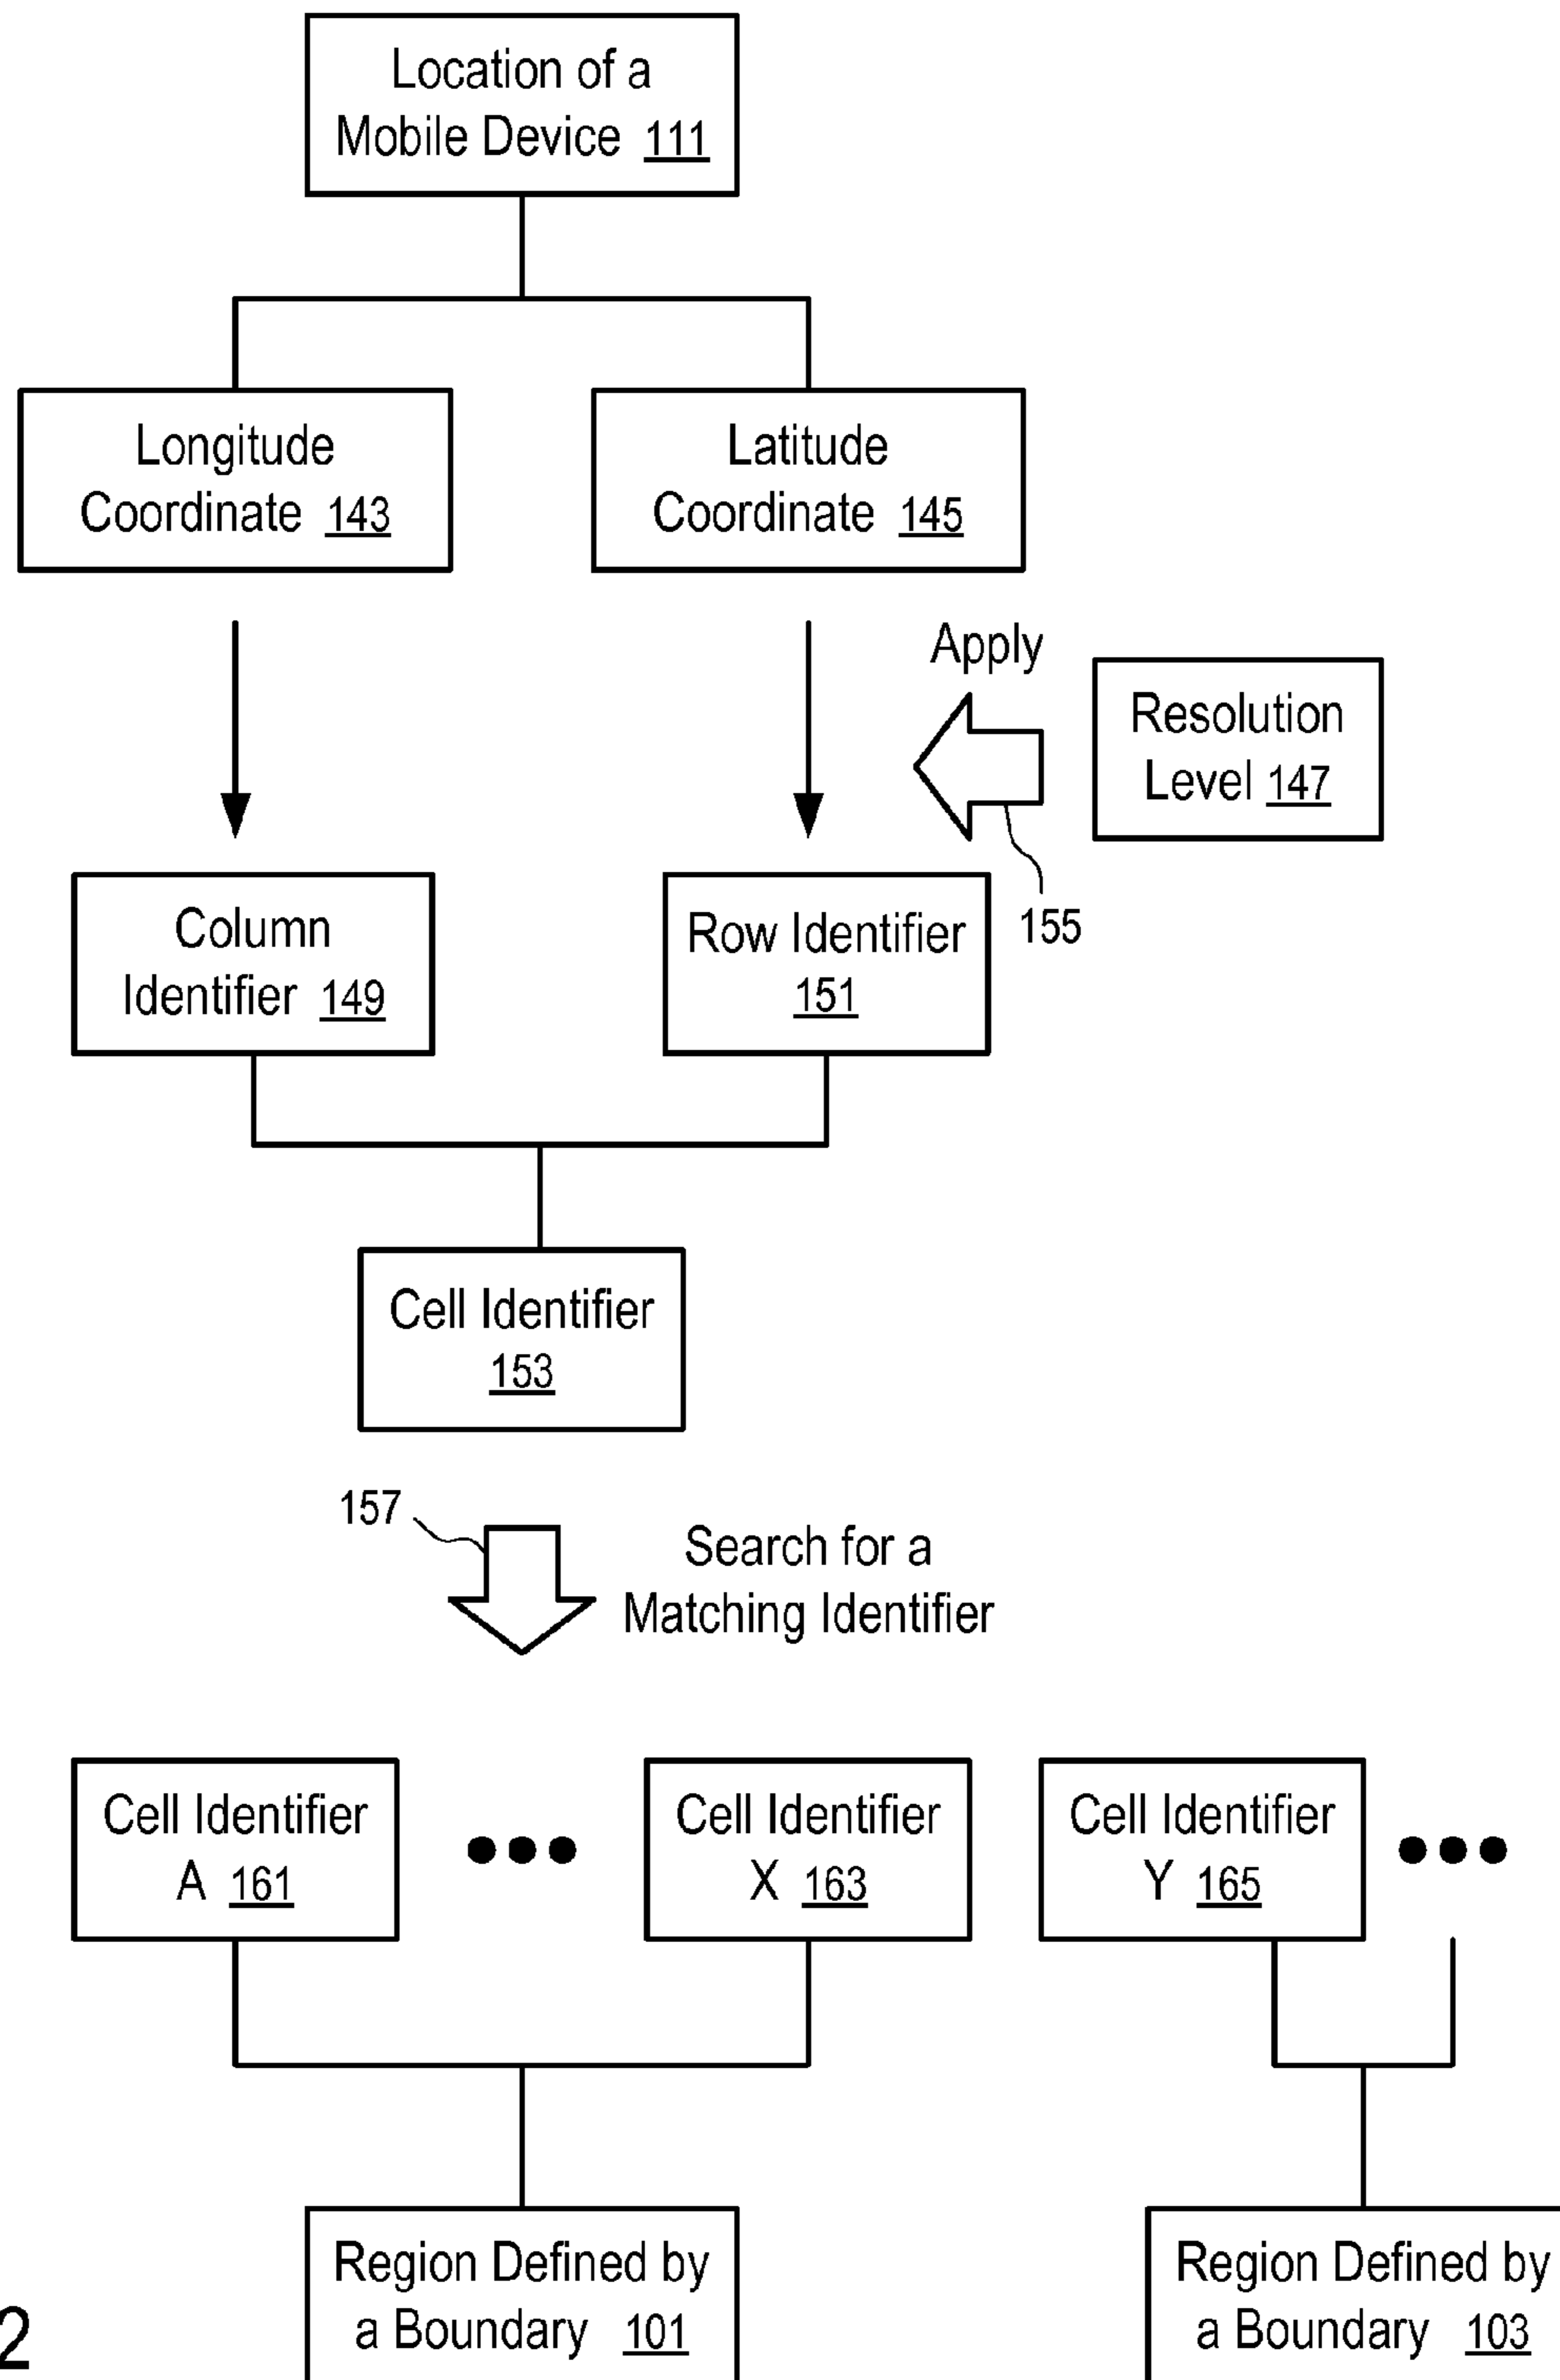 Location of a
Mobile Device 111
Longitude
Coordinate 143
Latitude
Coordinate 145
Apply
Resolution
Level 147
155
Column
Identifier 149
Row Identifier
151
Cell Identifier
153
157
Search for a
Matching Identifier
Cell Identifier
A 161
Cell Identifier
X 163
Cell Identifier
Y 165
Region Defined by
a Boundary 101
Region Defined by
a Boundary 103
2